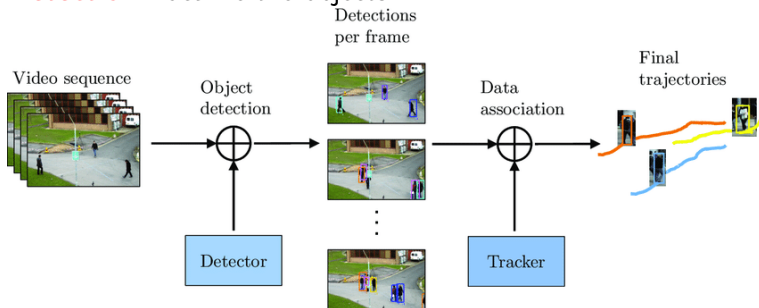 Detections
per frame
Video sequence
Object
detection
Data
association
Final
trajectories
Detector
Tracker